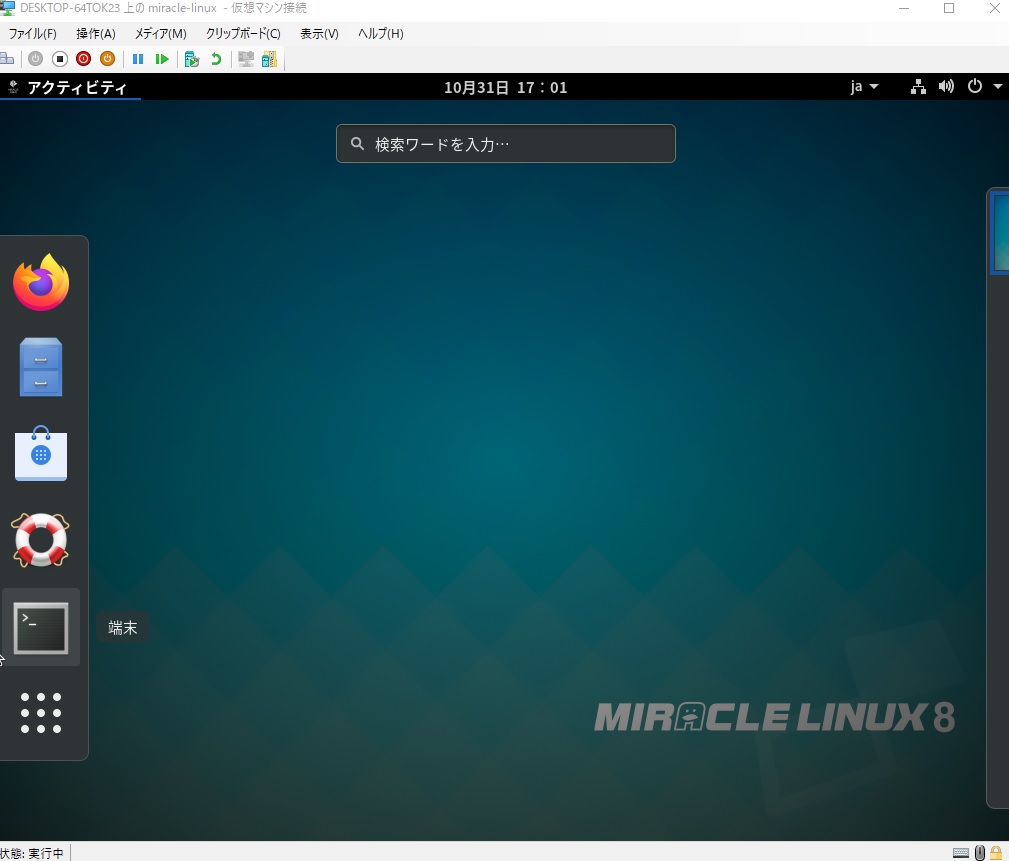 DESKTOP-64TOK23 上の miracle-linux - 仮想マシン接続
ファイル(F) 操作(A) メディア(M) クリップボード(C) 表示(V) ヘルプ(H)
アクティビティ 10月31日 17：01 ja
検索ワードを入力…
>_
端末
MIRACLE LINUX 8
状態: 実行中